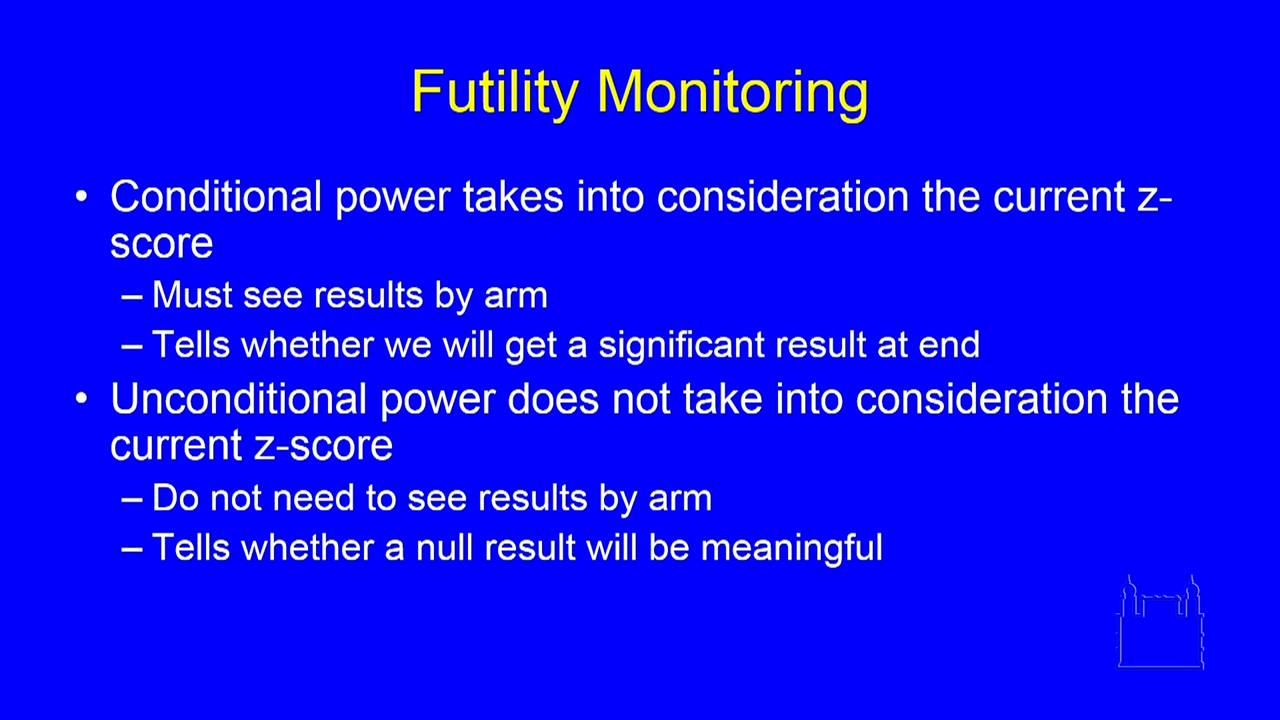 Futility Monitoring
• Conditional power takes into consideration the current z-
score
– Must see results by arm
– Tells whether we will get a significant result at end
• Unconditional power does not take into consideration the
current z-score
– Do not need to see results by arm
– Tells whether a null result will be meaningful